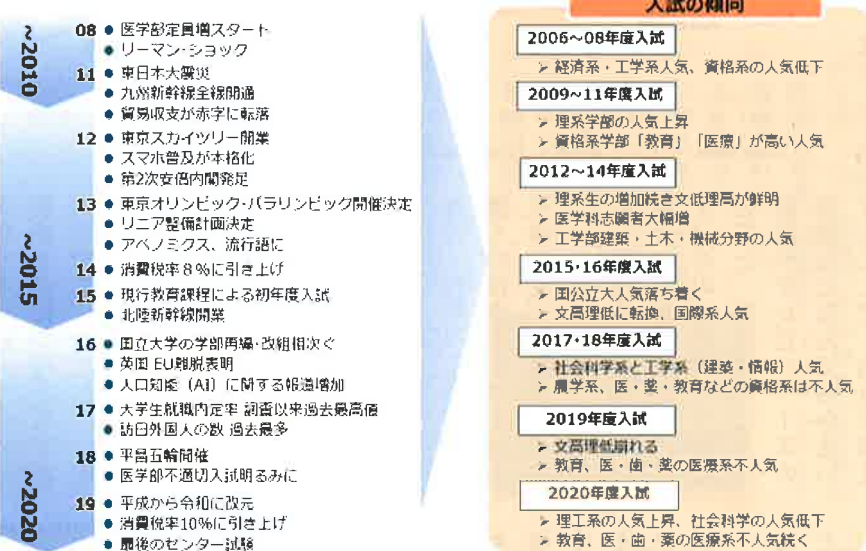 ~2010
08 ● 医学部定員増スタート
● リーマン・ショック
11 ● 東日本大震災
● 九州新幹線全線開通
● 貿易収支が赤字に転落
12 ● 東京スカイツリー開業
● スマホ普及が本格化
● 第2次安倍内閣発足
~2015
13 ● 東京オリンピック・パラリンピック開催決定
● リニア整備計画決定
● アベノミクス、流行語に
14 ● 消費税率8%に引き上げ
15 ● 現行教育課程による初年度入試
● 北陸新幹線開業
~2020
16 ● 国立大学の学部再編・改組相次ぐ
● 英国 EU離脱表明
● 人口知能（AI）に関する報道増加
17 ● 大学生就職内定率 調査以来過去最高値
● 訪日外国人の数 過去最多
18 ● 平昌五輪開催
● 医学部不適切入試明るみに
19 ● 平成から令和に改元
● 消費税率10%に引き上げ
● 最後のセンター試験
入試の傾向
2006~08年度入試
➢ 経済系・工学系人気、資格系の人気低下
2009~11年度入試
➢ 理系学部の人気上昇
➢ 資格系学部「教育」「医療」が高い人気
2012~14年度入試
➢ 理系生の増加続き文低理高が鮮明
➢ 医学科志願者大幅増
➢ 工学部建築・土木・機械分野の人気
2015・16年度入試
➢ 国公立大人気落ち着く
➢ 文高理低に転換、国際系人気
2017・18年度入試
➢ 社会科学系と工学系（建築・情報）人気
➢ 農学系、医・薬・教育などの資格系は不人気
2019年度入試
➢ 文高理低崩れる
➢ 教育、医・歯・薬の医療系不人気
2020年度入試
➢ 理工系の人気上昇、社会科学の人気低下
➢ 教育、医・歯・薬の医療系不人気続く